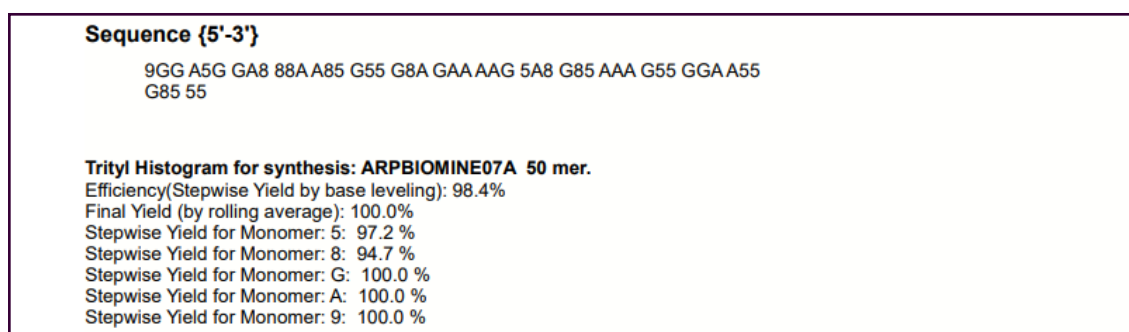 Sequence {5'-3'}
9GG A5G GA8 88A A85 G55 G8A GAA AAG 5A8 G85 AAA G55 GGA A55
G85 55
Trityl Histogram for synthesis: ARPBIOMINE07A 50 mer.
Efficiency(Stepwise Yield by base leveling): 98.4%
Final Yield (by rolling average): 100.0%
Stepwise Yield for Monomer: 5: 97.2 %
Stepwise Yield for Monomer: 8: 94.7 %
Stepwise Yield for Monomer: G: 100.0 %
Stepwise Yield for Monomer: A: 100.0 %
Stepwise Yield for Monomer: 9: 100.0 %